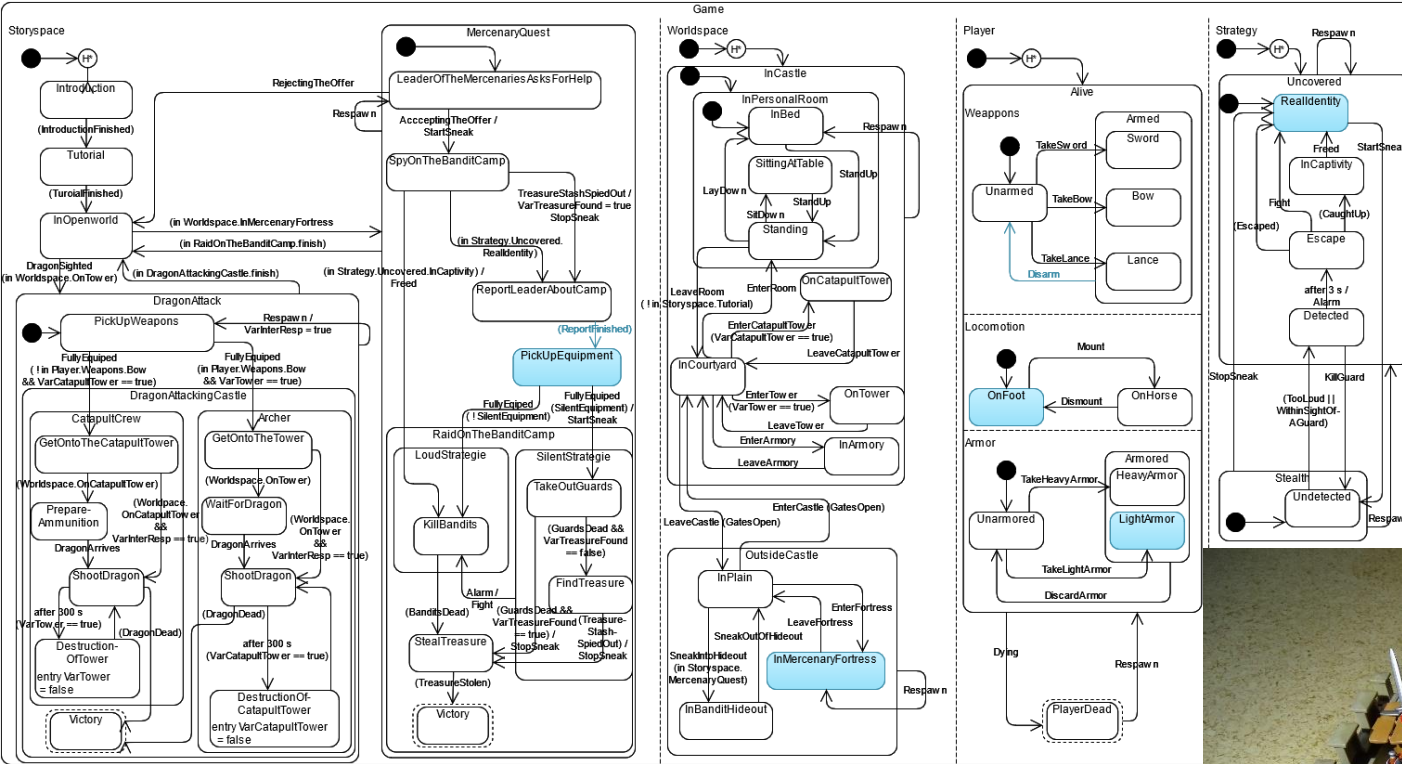 Game
Storyspace
H*
Introduction
(IntroductionFinished)
Tutorial
(TuroialFinished)
InOpenworld
DragonSighted
(in Worldspace.OnTower)
RejectingTheOffer
(in Worldspace.InMercenaryFortress)
(in RaidOnTheBanditCamp.finish)
(in DragonAttackingCastle.finish)
DragonAttack
PickUpWeapons
Respawn /
VarInterResp = true
FullyEquiped
( ! in Player.Weapons.Bow
&& VarCatapultTower == true)
FullyEquiped
(in Player.Weapons.Bow
&& VarTower == true)
DragonAttackingCastle
CatapultCrew
GetOntoTheCatapultTower
(Worldspace.OnCatapultTower)
Prepare-
Ammunition
DragonArrives
(Worldpace.
OnCatapultTower
&&
VarInterResp == true)
ShootDragon
after 300 s
(VarTower == true)
(DragonDead)
Destruction-
OfTower
entry VarTower
= false
Victory
Archer
GetOntoTheTower
(Worldspace.OnTower)
WaitForDragon
DragonArrives
(Worldspace.
OnTower
&&
VarInterResp == true)
ShootDragon
(DragonDead)
after 300 s
(VarCatapultTower == true)
DestructionOf-
CatapultTower
entry VarCatapultTower
= false
MercenaryQuest
LeaderOfTheMercenariesAsksForHelp
Respawn
AccceptingTheOffer /
StartSneak
SpyOnTheBanditCamp
TreasureStashSpiedOut /
VarTreasureFound = true
StopSneak
(in Strategy.Uncovered.
RealIdentity)
(in Strategy.Uncovered.InCaptivity) /
Freed
ReportLeaderAboutCamp
(ReportFinished)
PickUpEquipment
FullyEquiped
( ! SilentEquipment)
FullyEquiped
(SilentEquipment) /
StartSneak
RaidOnTheBanditCamp
LoudStrategie
KillBandits
SilentStrategie
TakeOutGuards
(GuardsDead &&
VarTreasureFound
== false)
FindTreasure
Alarm /
Fight
(BanditsDead)
(GuardsDead &&
VarTreasureFound
== true) /
StopSneak
(Treasure-
Stash-
SpiedOut) /
StopSneak
StealTreasure
(TreasureStolen)
Victory
Worldspace
H*
InCastle
InPersonalRoom
InBed
Respawn
SittingAtTable
StandUp
LayDown
StandUp
SitDown
Standing
LeaveRoom
( ! in.Storyspace.Tutorial)
EnterRoom
OnCatapultTower
EnterCatapultTower
(VarCatapultTower == true)
LeaveCatapultTower
InCourtyard
EnterTower
(VarTower == true)
OnTower
LeaveTower
EnterArmory
InArmory
LeaveArmory
EnterCastle (GatesOpen)
LeaveCastle (GatesOpen)
OutsideCastle
InPlain
EnterFortress
LeaveFortress
SneakOutOfHideout
SneakIntoHideout
(in Storyspace.
MercenaryQuest)
InMercenaryFortress
Respawn
InBanditHideout
Player
H*
Alive
Weappons
Armed
TakeSword
Sword
Unarmed
TakeBow
Bow
TakeLance
Lance
Disarm
Locomotion
Mount
OnFoot
Dismount
OnHorse
Armor
Armored
TakeHeavyArmor
HeavyArmor
Unarmored
LightArmor
TakeLightArmor
DiscardArmor
Dying
Respawn
PlayerDead
Strategy
H*
Respawn
Uncovered
RealIdentity
Freed
StartSneak
InCaptivity
Fight
(CaughtUp)
(Escaped)
Escape
after 3 s /
Alarm
Detected
StopSneak
KillGuard
(TooLoud ||
WithinSightOf-
AGuard)
Stealth
Undetected